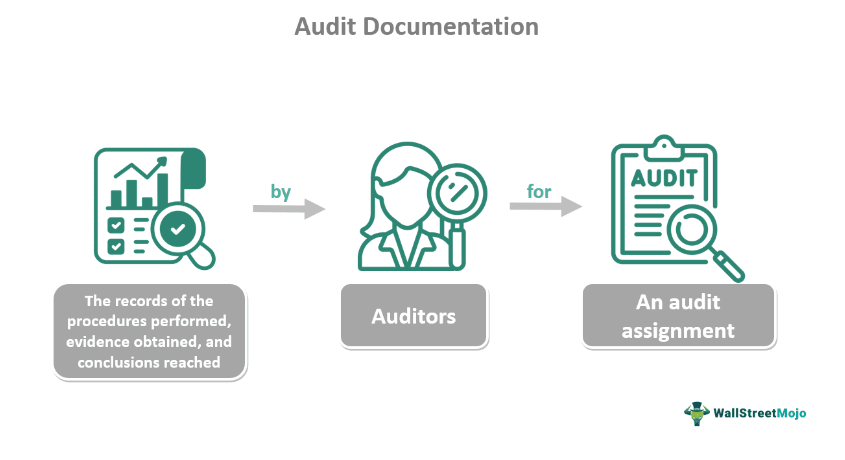 Audit Documentation
by
for
AUDIT
The records of the
procedures performed,
evidence obtained, and
conclusions reached
Auditors
An audit
assignment
WallStreetMojo